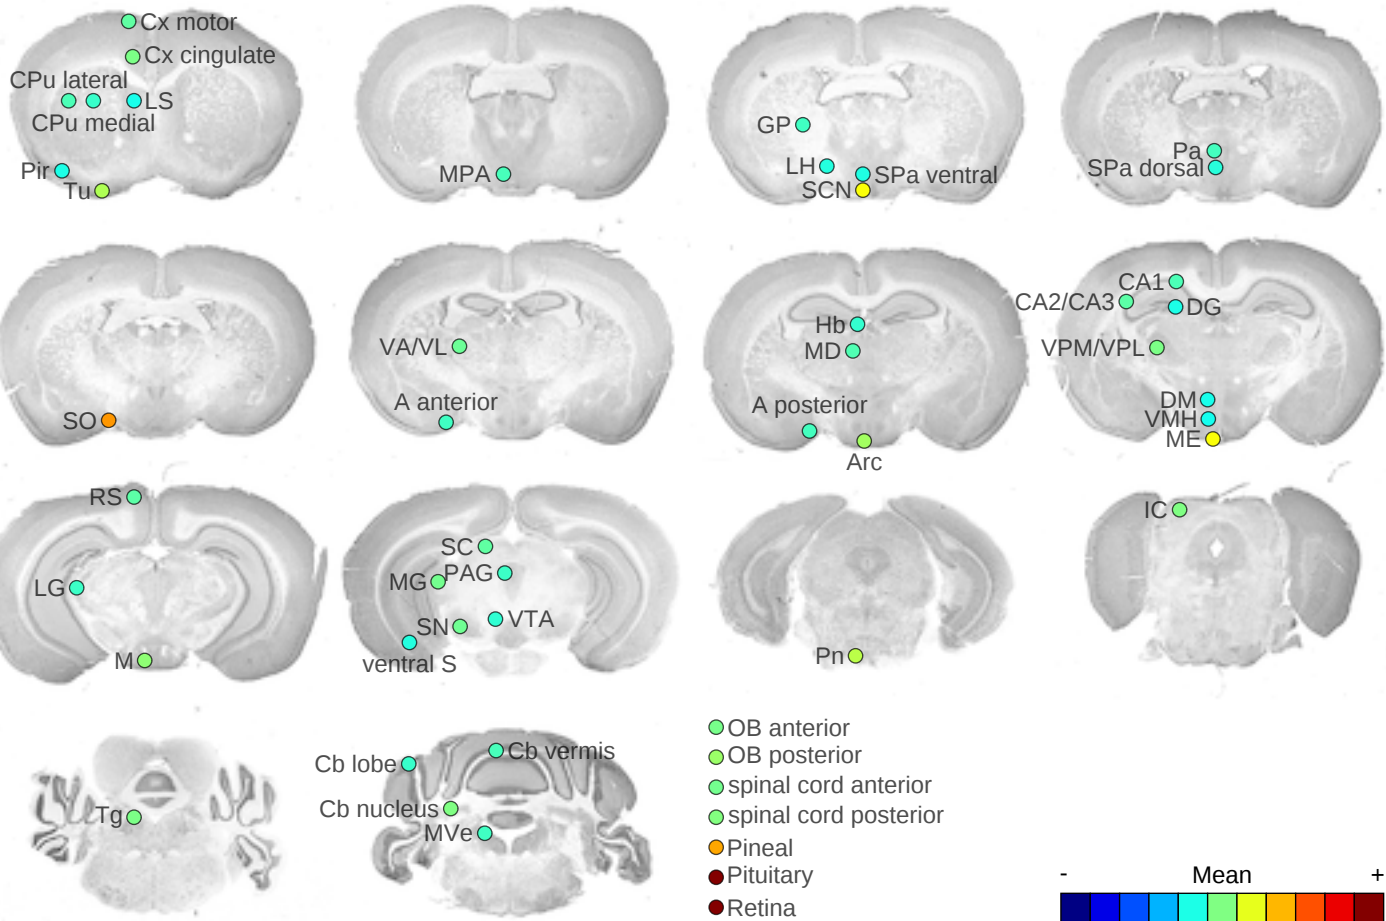 Cx motor
Cx cingulate
CPu lateral
LS
CPu medial
Pir
Tu
MPA
GP
LH
SPa ventral
SCN
Pa
SPa dorsal
SO
VA/VL
A anterior
Hb
MD
A posterior
Arc
CA1
CA2/CA3
DG
VPM/VPL
DM
VMH
ME
RS
LG
M
SC
MG
PAG
SN
VTA
ventral S
Pn
IC
Tg
Cb lobe
Cb vermis
Cb nucleus
MVe
OB anterior
OB posterior
spinal cord anterior
spinal cord posterior
Pineal
Pituitary
Retina
- Mean +